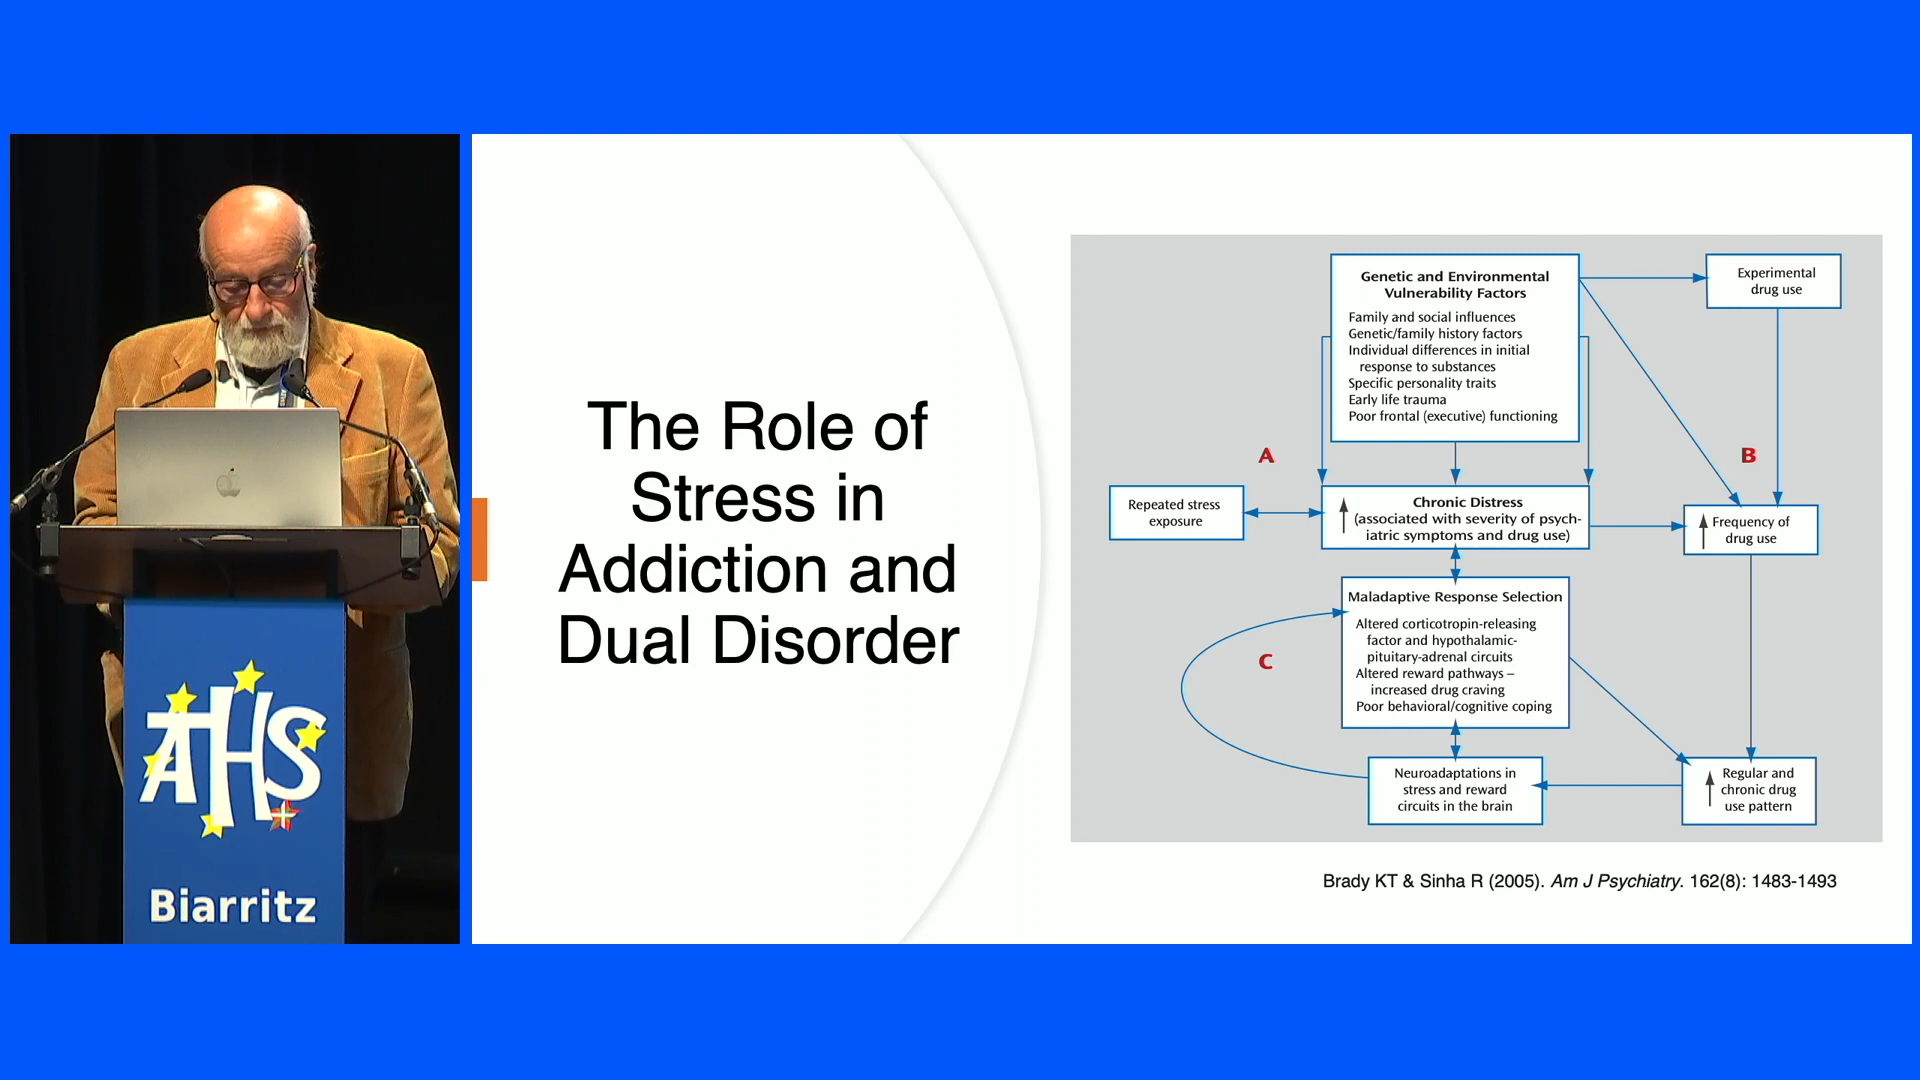 AHS
Biarritz
The Role of
Stress in
Addiction and
Dual Disorder
Genetic and Environmental
Vulnerability Factors
Family and social influences
Genetic/family history factors
Individual differences in initial
response to substances
Specific personality traits
Early life trauma
Poor frontal (executive) functioning
Experimental
drug use
A
B
Repeated stress
exposure
Chronic Distress
(associated with severity of psych-
iatric symptoms and drug use)
Frequency of
drug use
Maladaptive Response Selection
Altered corticotropin-releasing
factor and hypothalamic-
pituitary-adrenal circuits
Altered reward pathways –
increased drug craving
Poor behavioral/cognitive coping
C
Neuroadaptations in
stress and reward
circuits in the brain
Regular and
chronic drug
use pattern
Brady KT & Sinha R (2005). Am J Psychiatry. 162(8): 1483-1493